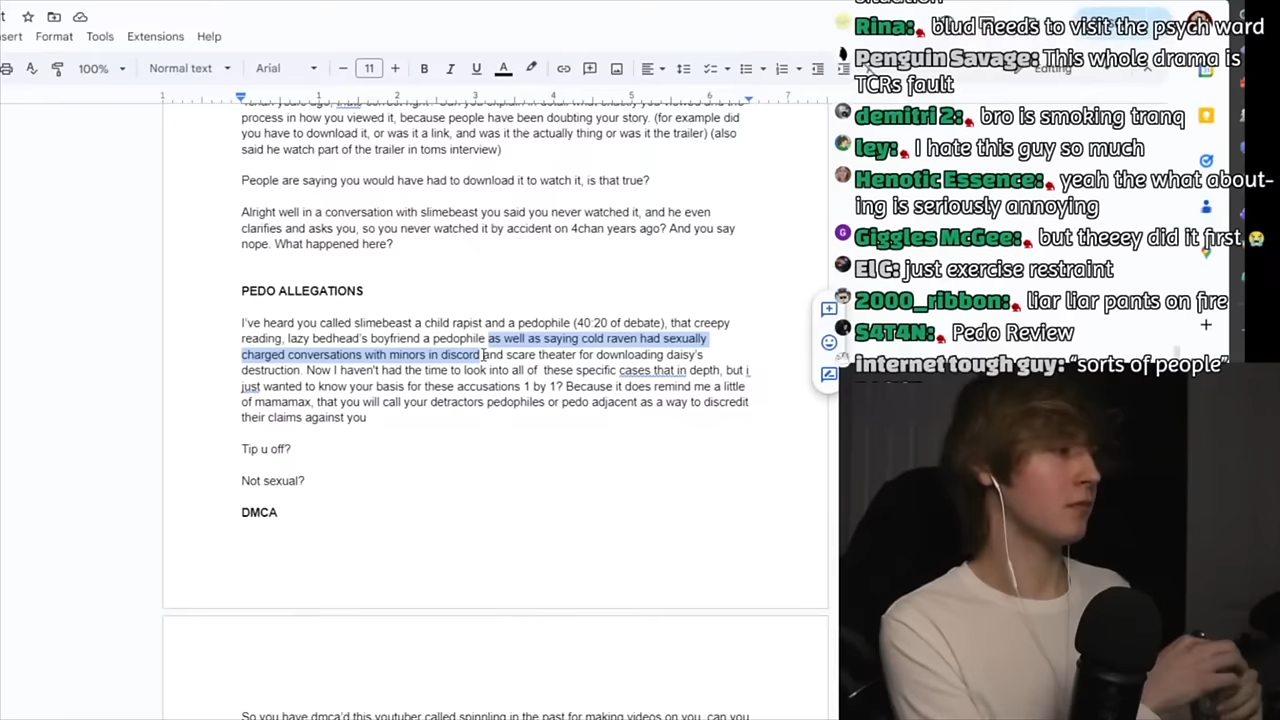 sert Format Tools Extensions Help
100% Normal text Arial 11 B I U A Editing
1 1 2 3 4 5 6 7
process in how you viewed it, because people have been doubting your story. (for example did
you have to download it, or was it a link, and was it the actually thing or was it the trailer) (also
said he watch part of the trailer in toms interview)
People are saying you would have had to download it to watch it, is that true?
Alright well in a conversation with slimebeast you said you never watched it, and he even
clarifies and asks you, so you never watched it by accident on 4chan years ago? And you say
nope. What happened here?
PEDO ALLEGATIONS
I've heard you called slimebeast a child rapist and a pedophile (40:20 of debate), that creepy
reading, lazy bedhead's boyfriend a pedophile as well as saying cold raven had sexually
charged conversations with minors in discord and scare theater for downloading daisy's
destruction. Now I haven't had the time to look into all of these specific cases that in depth, but i
just wanted to know your basis for these accusations 1 by 1? Because it does remind me a little
of mamamax, that you will call your detractors pedophiles or pedo adjacent as a way to discredit
their claims against you
Tip u off?
Not sexual?
DMCA
So you have dmca'd this youtuber called spinpling in the past for making videos on you, can you
situation
Rina: blud needs to visit the psych ward
Penguin Savage: This whole drama is
TCRs fault
demitri 2: bro is smoking tranq
ley: I hate this guy so much
Henotic Essence: yeah the what about-
ing is seriously annoying
Giggles McGee: but theeey did it first 😭
El C: just exercise restraint
2000_ribbon: liar liar pants on fire
S4T4N: Pedo Review
internet tough guy: “sorts of people”